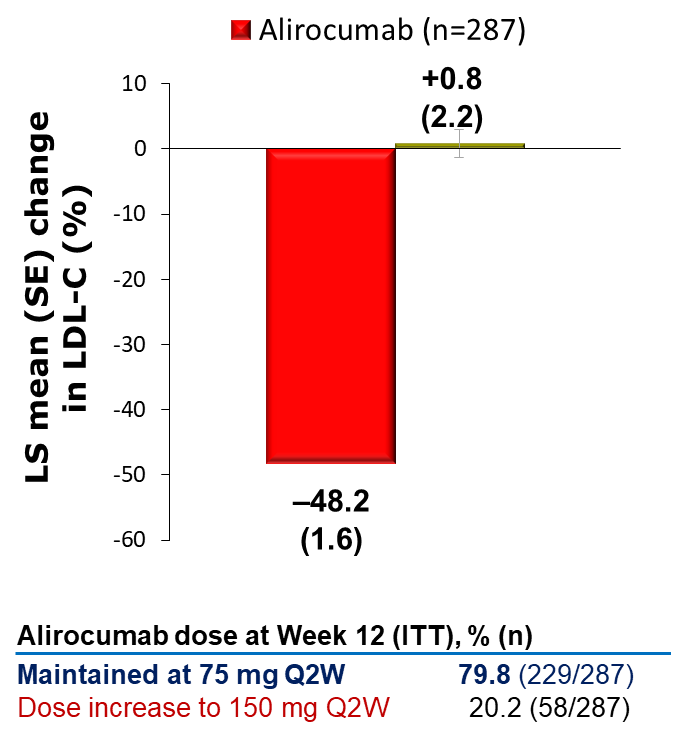 Alirocumab (n=287)
+0.8
(2.2)
LS mean (SE) change
in LDL-C (%)
10
0
-10
-20
-30
-40
-50
-60
–48.2
(1.6)
Alirocumab dose at Week 12 (ITT), % (n)
Maintained at 75 mg Q2W 79.8 (229/287)
Dose increase to 150 mg Q2W 20.2 (58/287)